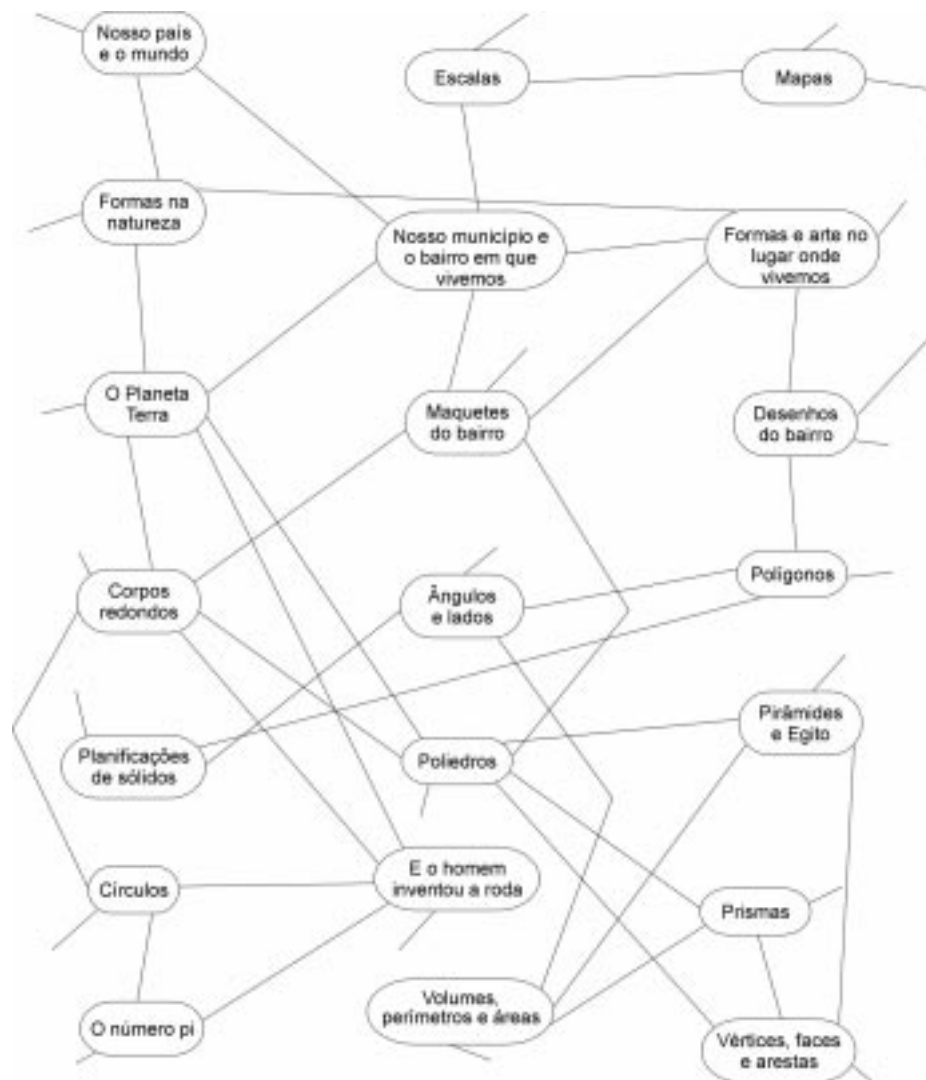 Nosso país
e o mundo
Escalas
Mapas
Formas na
natureza
Nosso município e
o bairro em que
vivemos
Formas e arte no
lugar onde
vivemos
O Planeta
Terra
Maquetes
do bairro
Desenhos
do bairro
Corpos
redondos
Ângulos
e lados
Polígonos
Planificações
de sólidos
Poliedros
Pirâmides
e Egito
Círculos
E o homem
inventou a roda
Prismas
O número pi
Volumes,
perímetros e áreas
Vértices, faces
e arestas